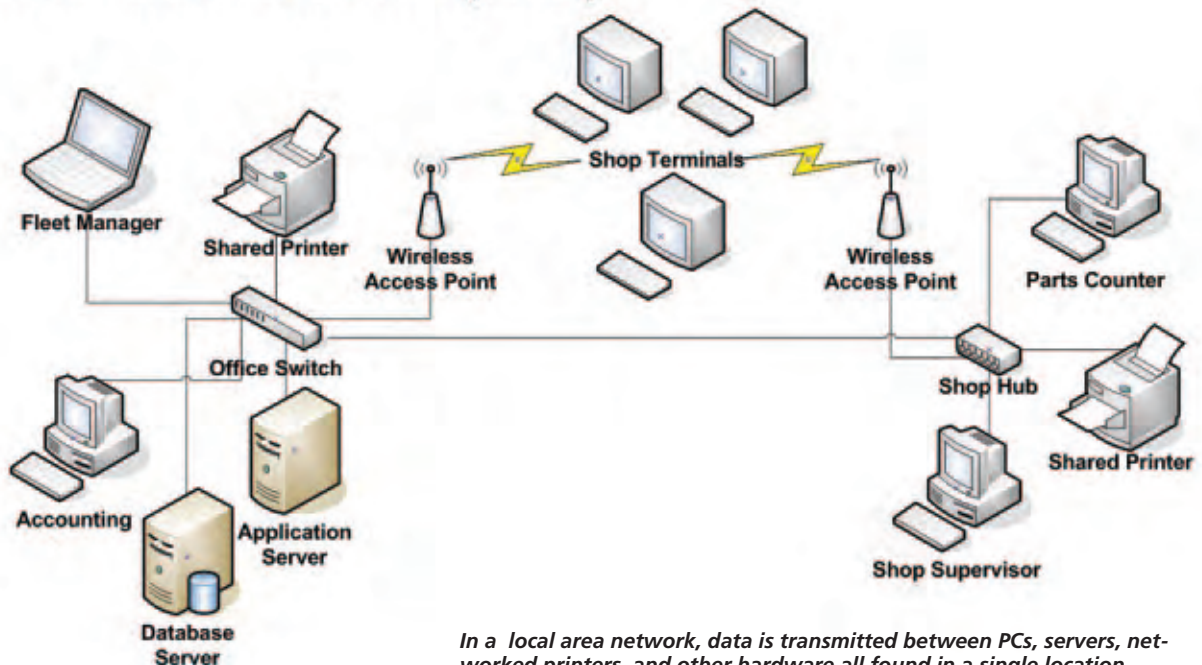 Shop Terminals
Fleet Manager
Shared Printer
Wireless
Access Point
Wireless
Access Point
Parts Counter
Office Switch
Shop Hub
Shared Printer
Accounting
Application
Server
Shop Supervisor
Database
Server
In a local area network, data is transmitted between PCs, servers, net-
worked printers, and other hardware all found in a single location.